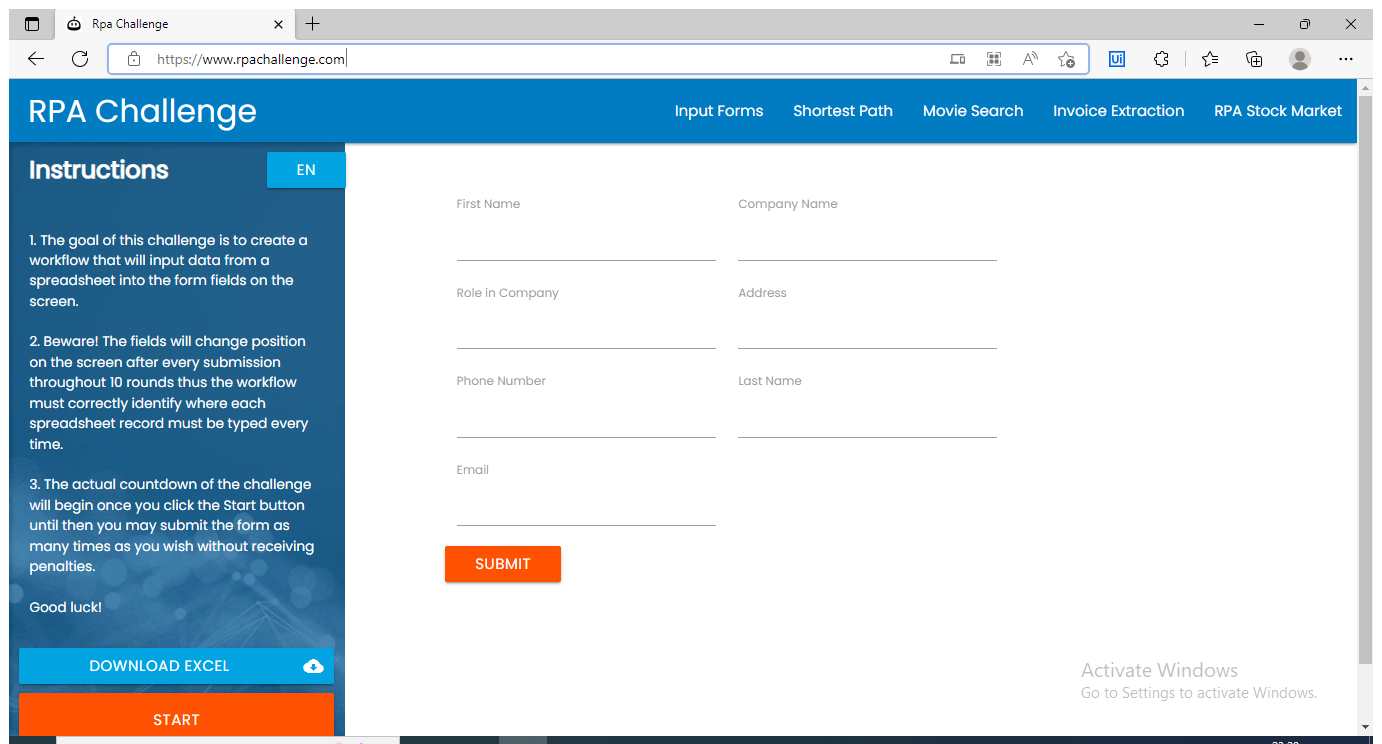 Rpa Challenge
https://www.rpachallenge.com
Ui
RPA Challenge
Input Forms Shortest Path Movie Search Invoice Extraction RPA Stock Market
Instructions
EN
1. The goal of this challenge is to create a
workflow that will input data from a
spreadsheet into the form fields on the
screen.
2. Beware! The fields will change position
on the screen after every submission
throughout 10 rounds thus the workflow
must correctly identify where each
spreadsheet record must be typed every
time.
3. The actual countdown of the challenge
will begin once you click the Start button
until then you may submit the form as
many times as you wish without receiving
penalties.
Good luck!
DOWNLOAD EXCEL
START
First Name Company Name
Role in Company Address
Phone Number Last Name
Email
SUBMIT
Activate Windows
Go to Settings to activate Windows.